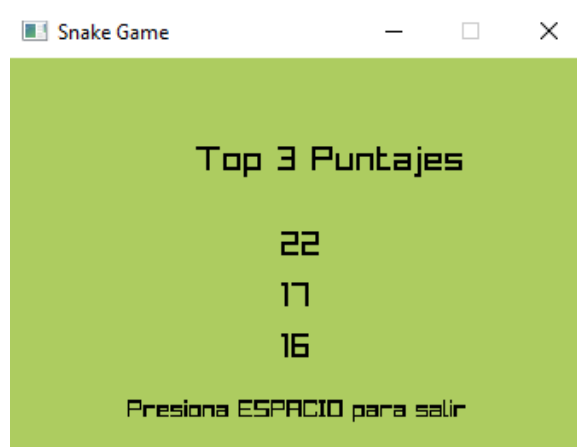 Snake Game
Top 3 Puntajes
22
17
16
Presiona ESPACIO para salir